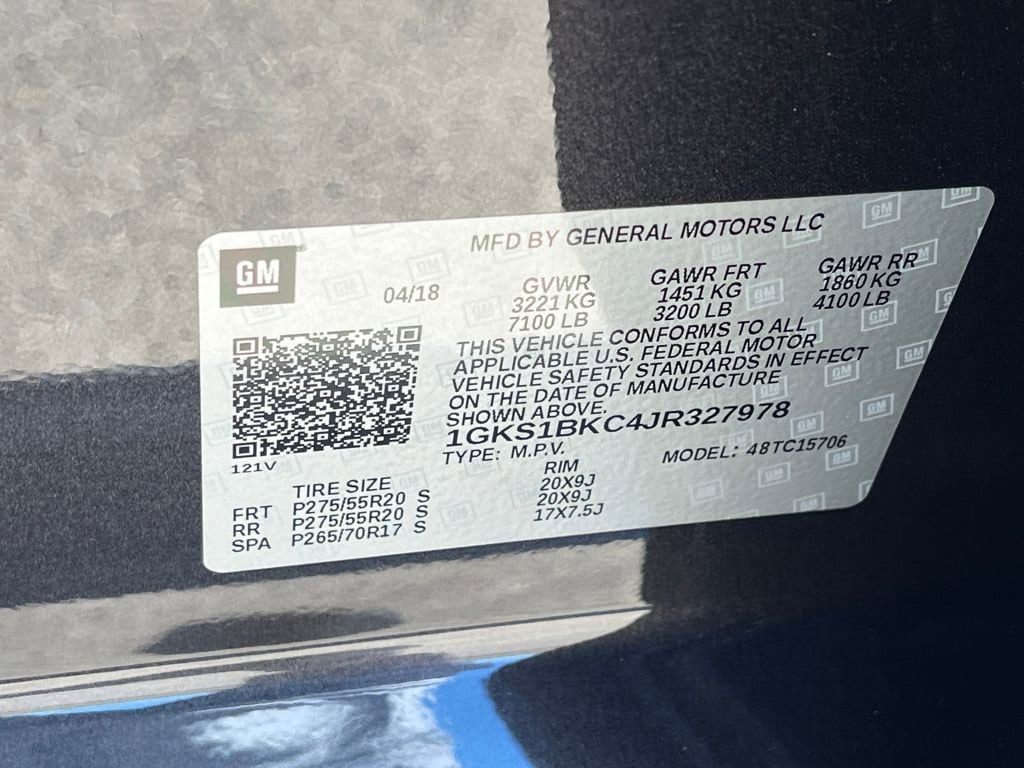 MFD BY GENERAL MOTORS LLC
GM
04/18
GVWR GAWR FRT GAWR RR
3221 KG 1451 KG 1860 KG
7100 LB 3200 LB 4100 LB
THIS VEHICLE CONFORMS TO ALL
APPLICABLE U.S. FEDERAL MOTOR
VEHICLE SAFETY STANDARDS IN EFFECT
ON THE DATE OF MANUFACTURE
SHOWN ABOVE.
1GKS1BKC4JR327978
TYPE: M.P.V. MODEL: 48TC15706
121V
TIRE SIZE RIM
FRT P275/55R20 S 20X9J
RR P275/55R20 S 20X9J
SPA P265/70R17 S 17X7.5J